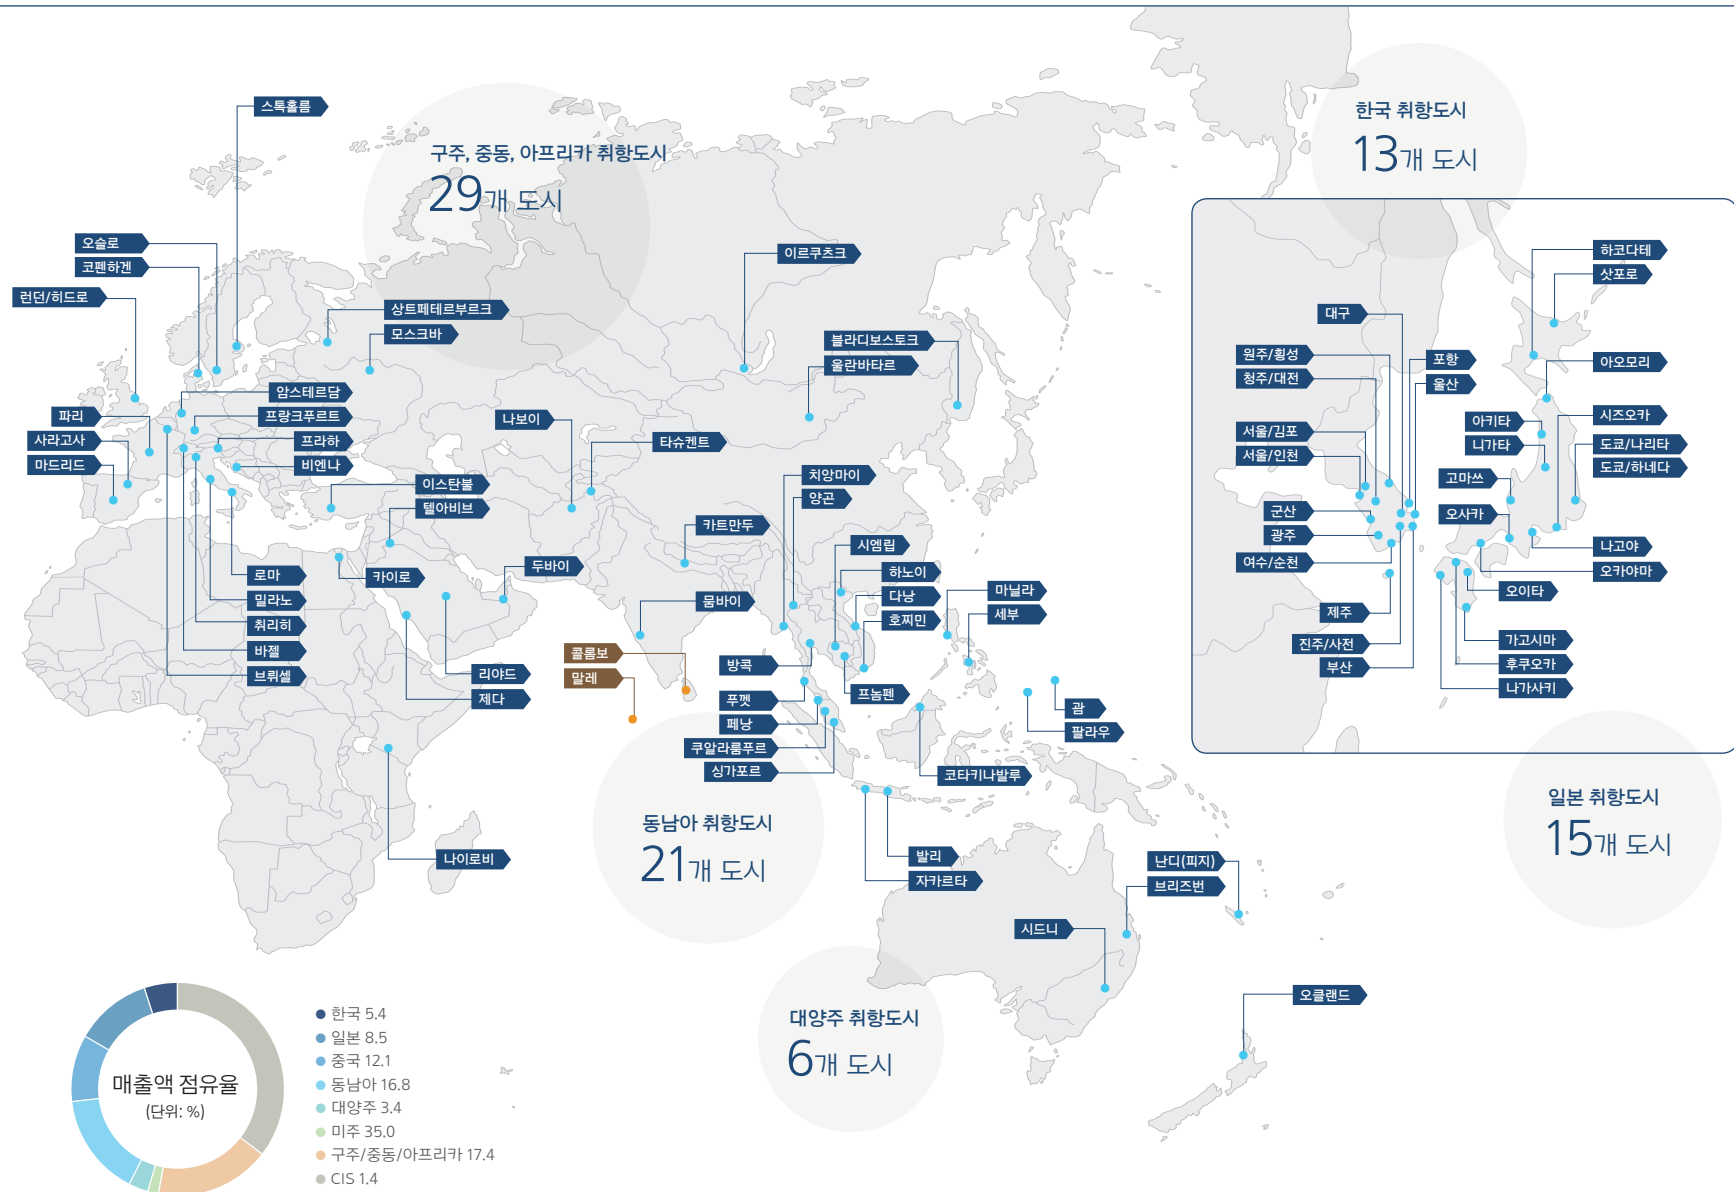 구주, 중동, 아프리카 취항도시
29개 도시
한국 취항도시
13개 도시
스톡홀름
오슬로
코펜하겐
런던/히드로
상트페테르부르크
모스크바
이르쿠츠크
블라디보스토크
울란바타르
암스테르담
프랑크푸르트
프라하
비엔나
파리
사라고사
마드리드
나보이
타슈켄트
이스탄불
텔아비브
치앙마이
양곤
카트만두
시엠립
하노이
다낭
호찌민
마닐라
세부
로마
밀라노
취리히
바젤
브뤼셀
카이로
두바이
뭄바이
콜롬보
말레
리야드
제다
방콕
푸껫
페낭
쿠알라룸푸르
싱가포르
프놈펜
괌
팔라우
코타키나발루
나이로비
동남아 취항도시
21개 도시
발리
자카르타
난디(피지)
브리즈번
시드니
오클랜드
대양주 취항도시
6개 도시
하코다테
삿포로
대구
원주/횡성
청주/대전
포항
울산
아오모리
서울/김포
서울/인천
아키타
니가타
시즈오카
도쿄/나리타
도쿄/하네다
고마쓰
오사카
군산
광주
여수/순천
나고야
오카야마
오이타
제주
진주/사천
부산
가고시마
후쿠오카
나가사키
일본 취항도시
15개 도시
매출액 점유율
(단위: %)
한국 5.4
일본 8.5
중국 12.1
동남아 16.8
대양주 3.4
미주 35.0
구주/중동/아프리카 17.4
CIS 1.4